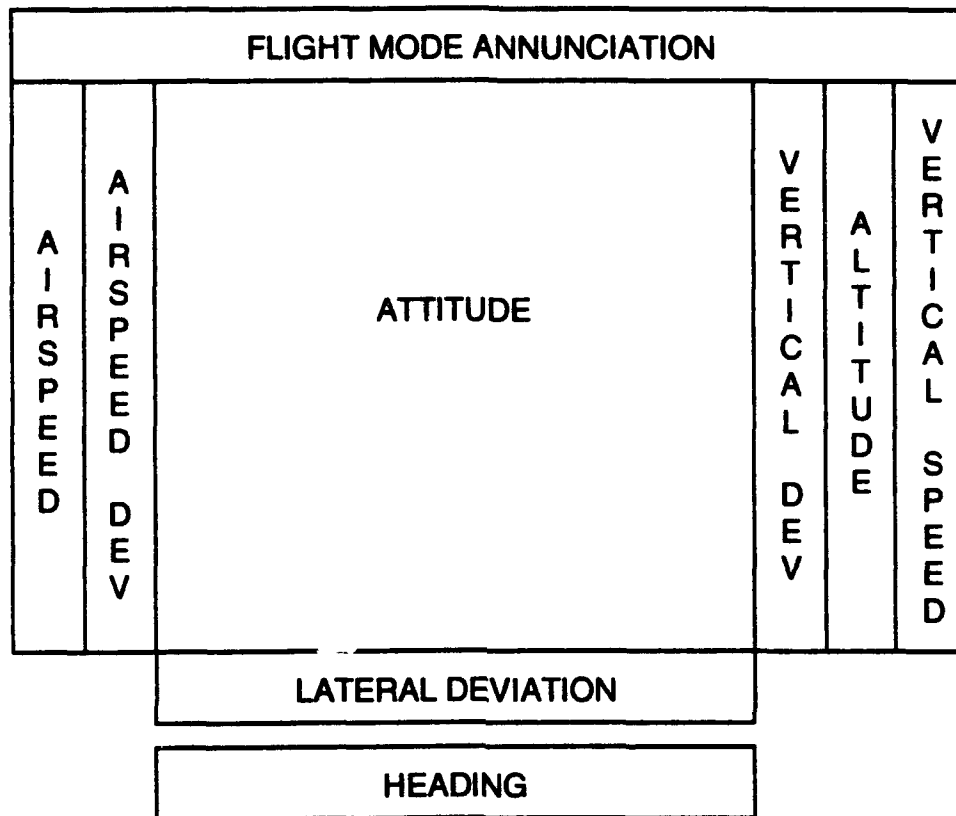 FLIGHT MODE ANNUNCIATION
AIRSPEED
AIRSPEED DEV
ATTITUDE
VERTICAL DEV
ALTITUDE
VERTICAL SPEED
LATERAL DEVIATION
HEADING